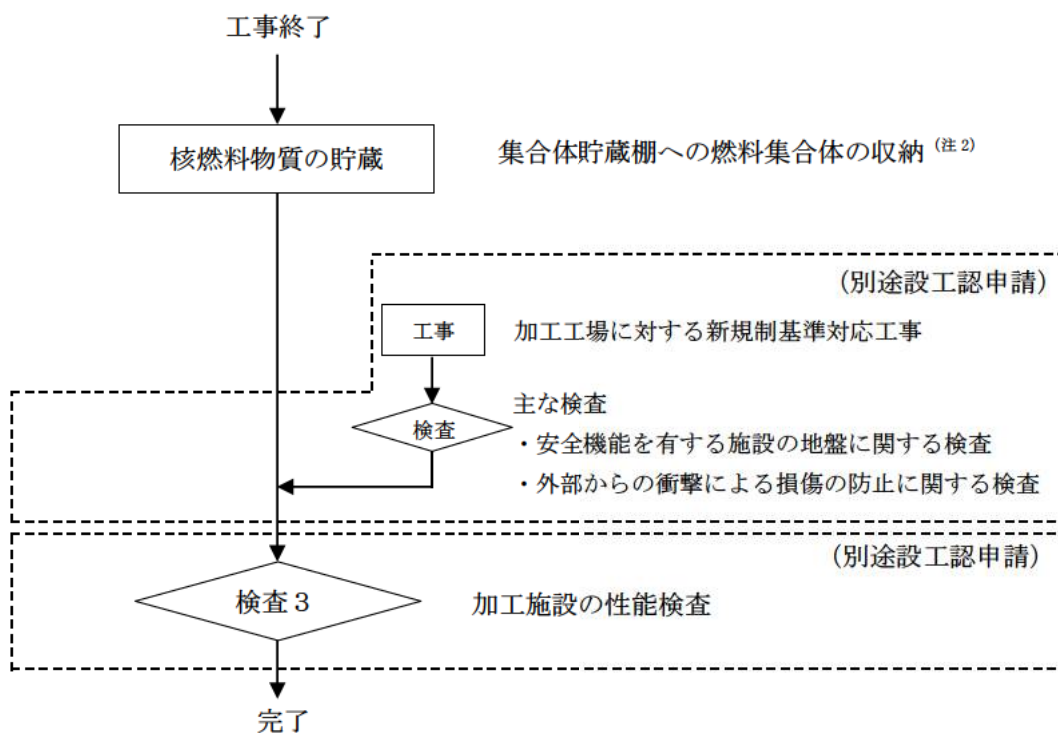 工事終了
核燃料物質の貯蔵
集合体貯蔵棚への燃料集合体の収納 (注2)
(別途設工認申請)
工事
加工工場に対する新規制基準対応工事
検査
主な検査
・安全機能を有する施設の地盤に関する検査
・外部からの衝撃による損傷の防止に関する検査
(別途設工認申請)
検査3
加工施設の性能検査
完了